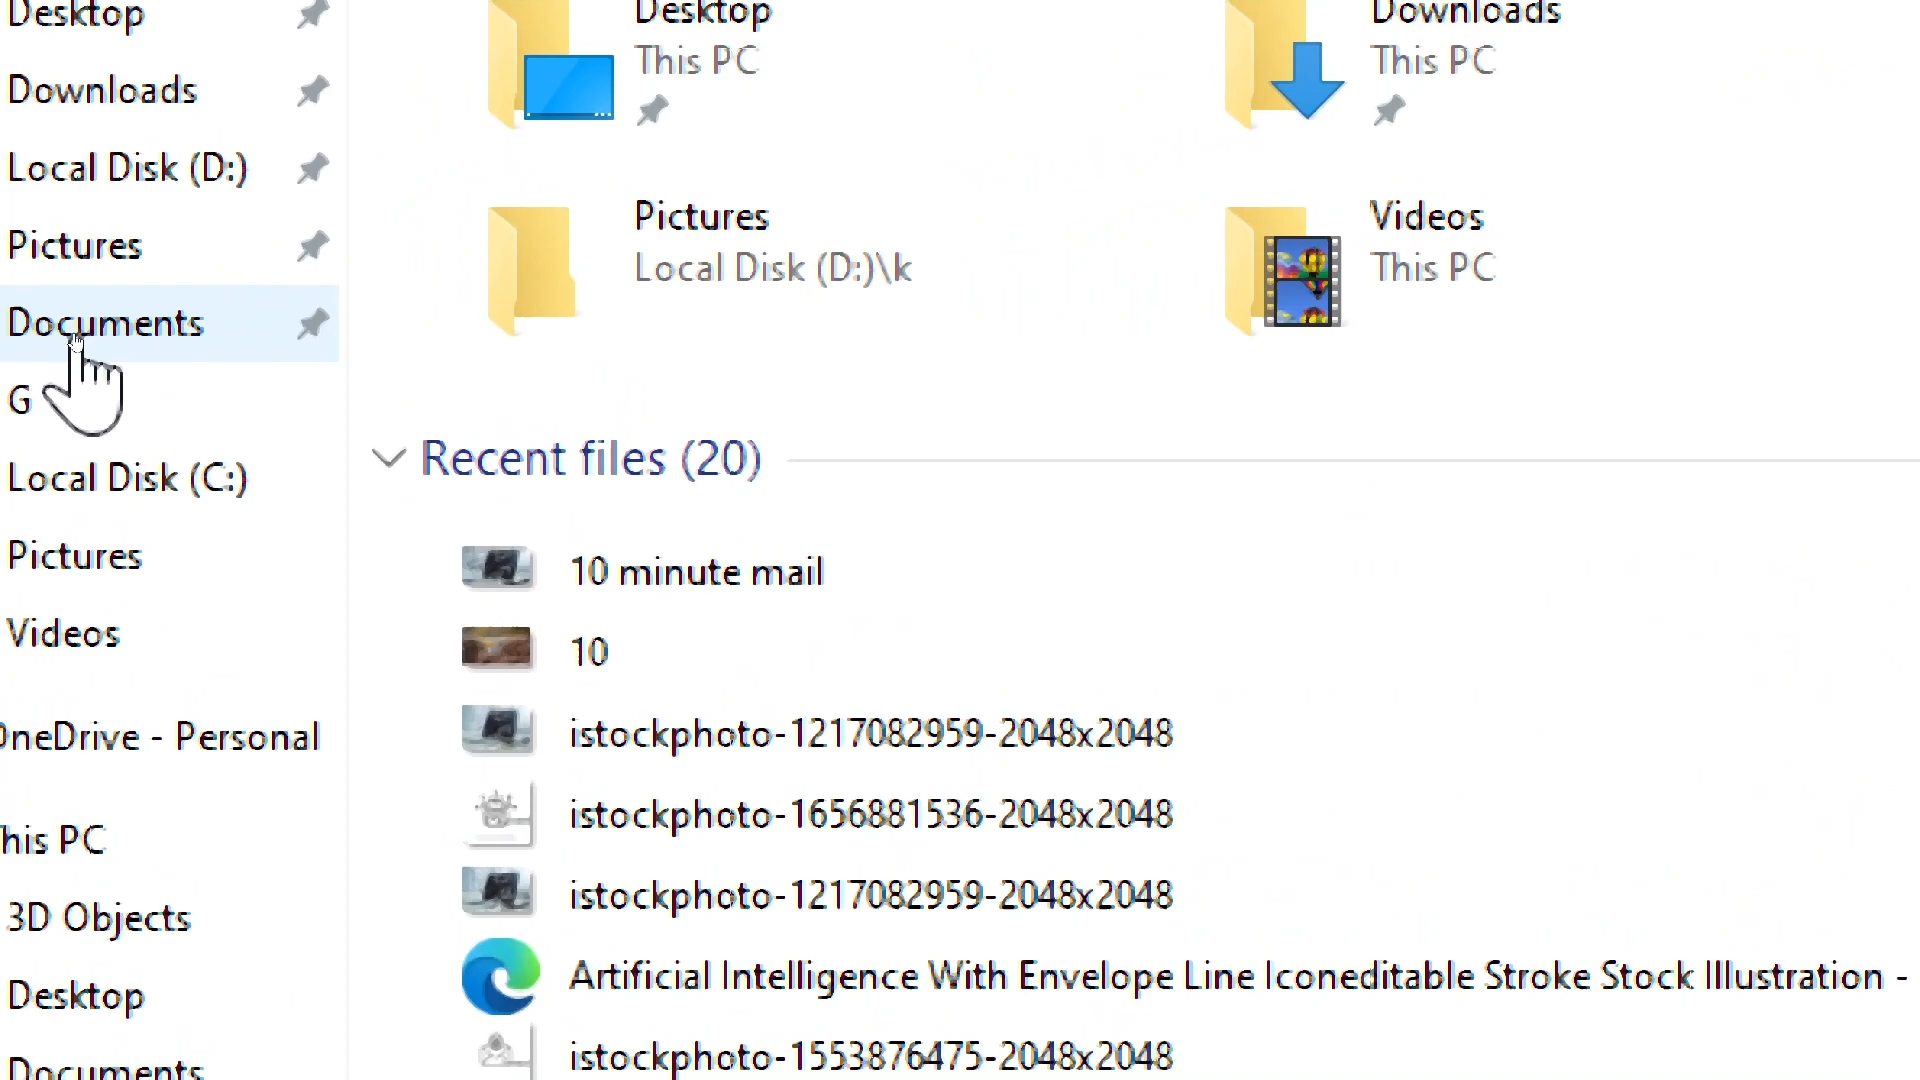 Desktop
Downloads
Local Disk (D:)
Pictures
Documents
G
Local Disk (C:)
Pictures
Videos
OneDrive - Personal
This PC
3D Objects
Desktop
Documents
Desktop
This PC
Downloads
This PC
Pictures
Local Disk (D:)\k
Videos
This PC
Recent files (20)
10 minute mail
10
istockphoto-1217082959-2048x2048
istockphoto-1656881536-2048x2048
istockphoto-1217082959-2048x2048
Artificial Intelligence With Envelope Line Iconeditable Stroke Stock Illustration -
istockphoto-1553876475-2048x2048